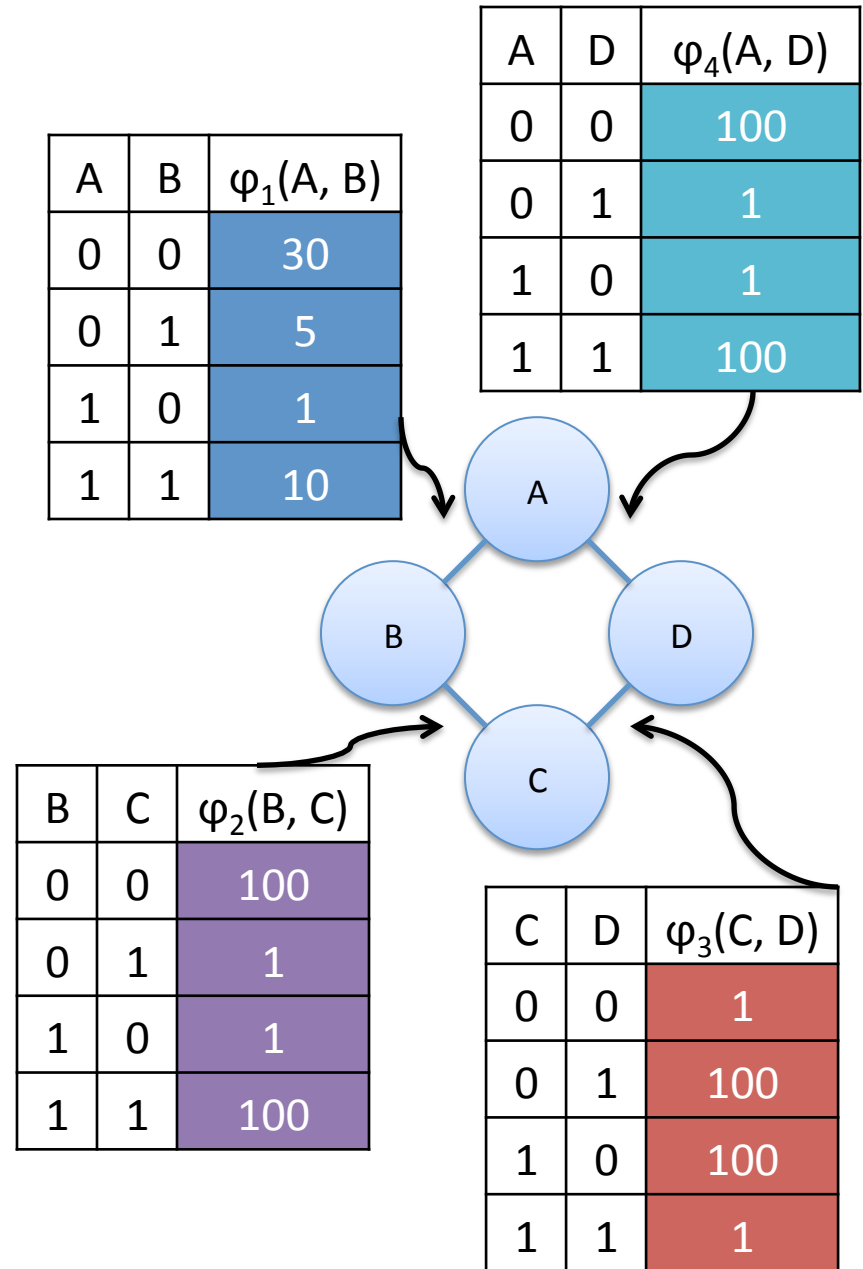 A B φ₁(A, B)
0 0 30
0 1 5
1 0 1
1 1 10
A D φ₄(A, D)
0 0 100
0 1 1
1 0 1
1 1 100
A
B
D
C
B C φ₂(B, C)
0 0 100
0 1 1
1 0 1
1 1 100
C D φ₃(C, D)
0 0 1
0 1 100
1 0 100
1 1 1